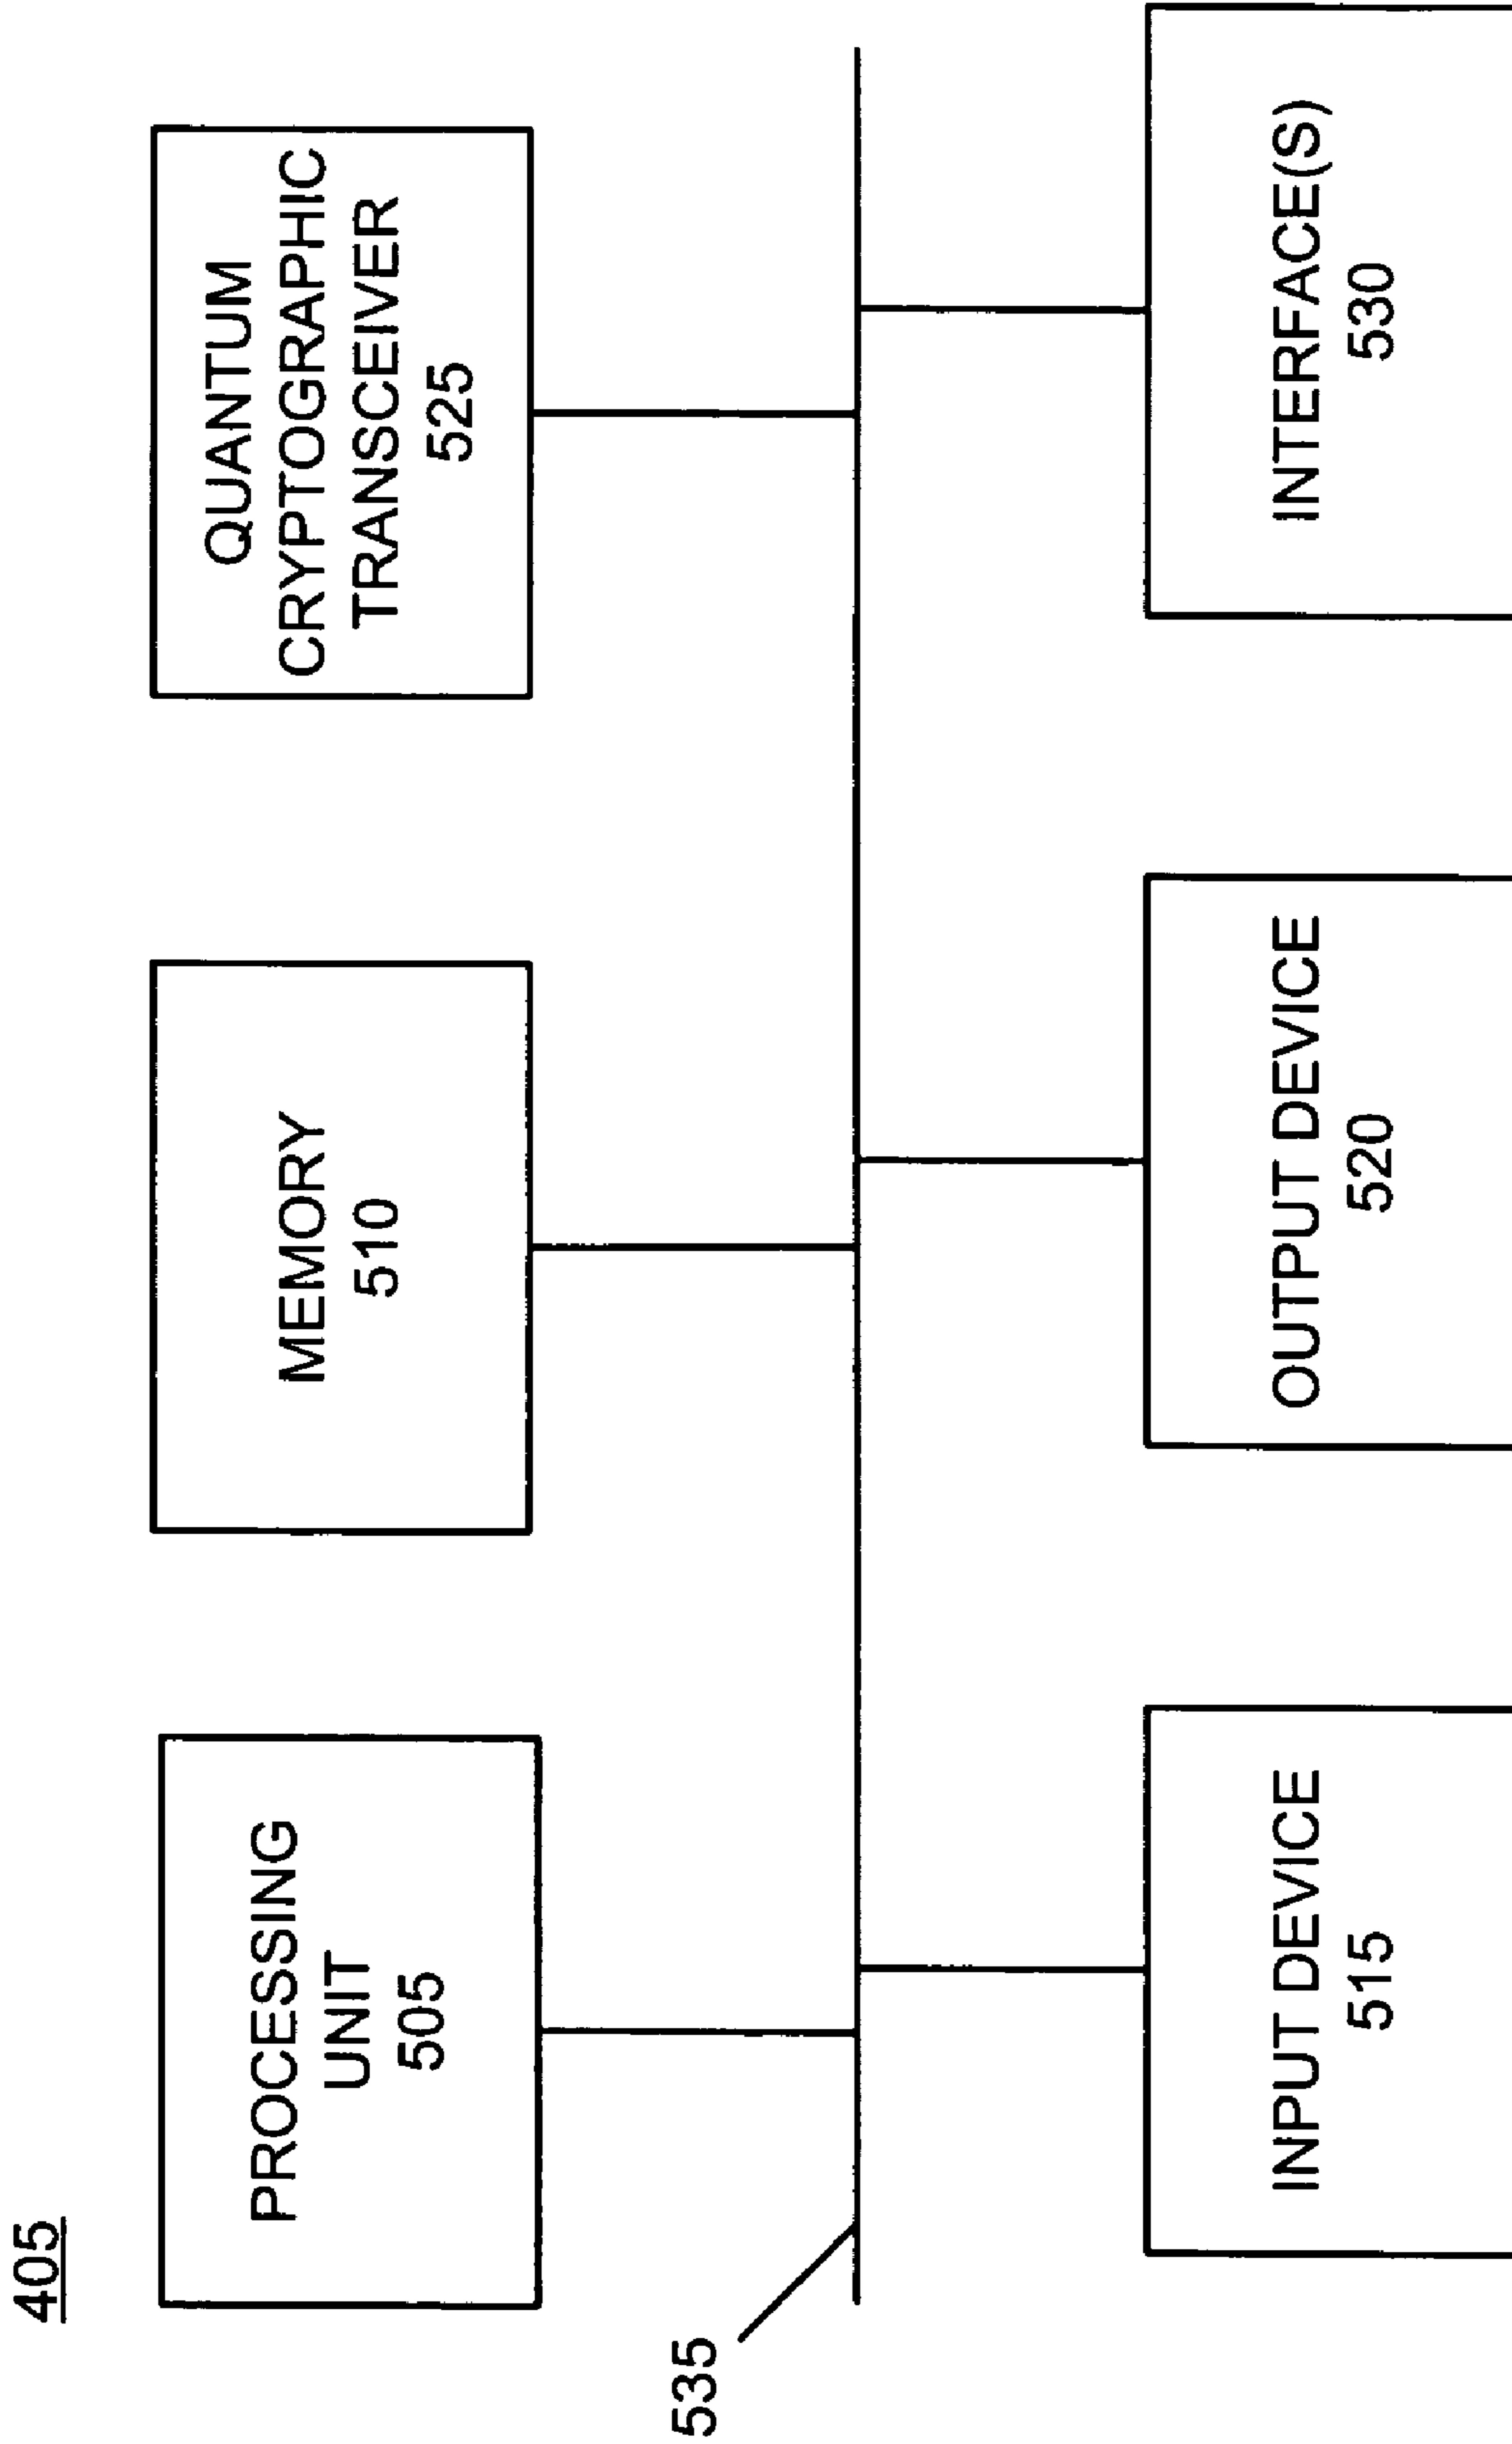 405
PROCESSING
UNIT
505
MEMORY
510
QUANTUM
CRYPTOGRAPHIC
TRANSCEIVER
525
535
INPUT DEVICE
515
OUTPUT DEVICE
520
INTERFACE(S)
530